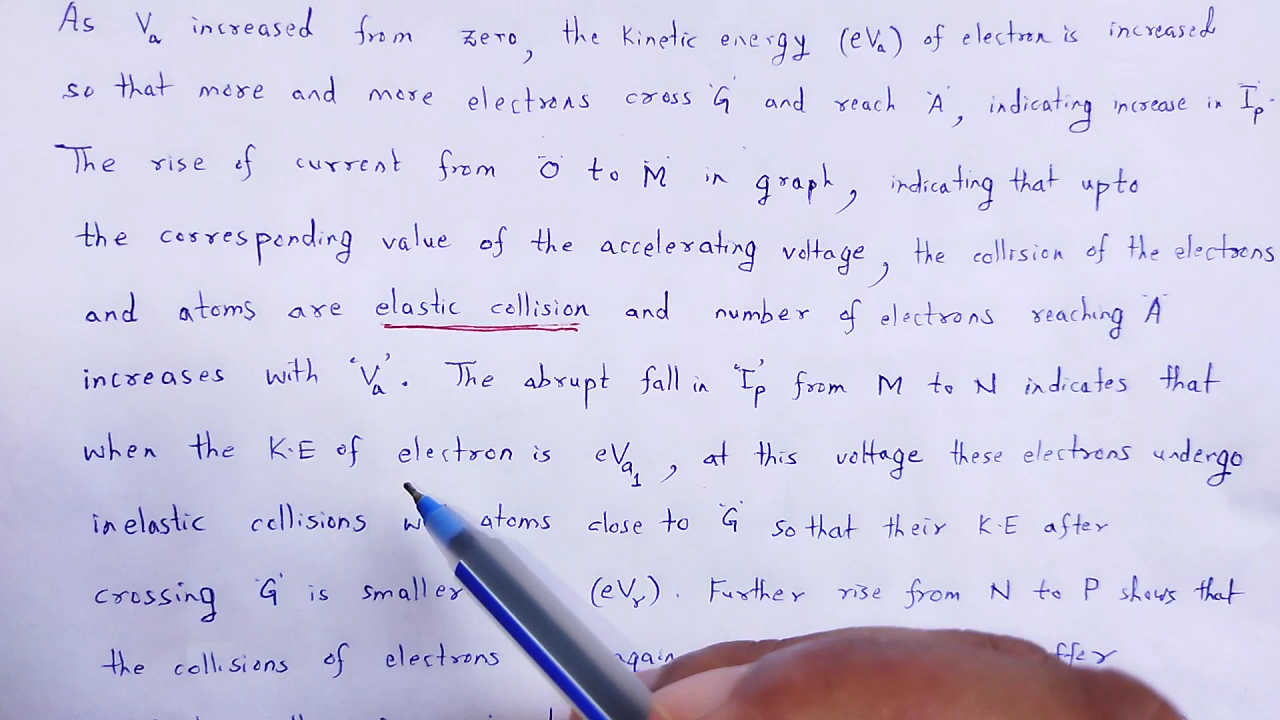 As Va increased from zero, the Kinetic energy (eVa) of electron is increased
so that more and more electrons cross 'G' and reach 'A', indicating increase in Ip.
The rise of current from 'O' to 'M' in graph, indicating that upto
the corresponding value of the accelerating voltage, the collision of the electrons
and atoms are elastic collision and number of electrons reaching 'A'
increases with 'Va'. The abrupt fall in 'Ip' from M to N indicates that
when the K.E of electron is eVa1, at this voltage these electrons undergo
inelastic collisions atoms close to 'G' so that their K.E after
crossing 'G' is smaller (eVr). Further rise from N to P shows that
the collisions of electrons